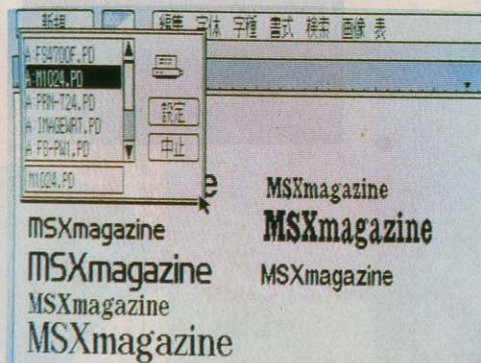 新規
編集 字体 字種 書式 検索 画像 表
A:FS4700F.PD
A:M1024.PD
A:PRN-T24.PD
A:IMAGEWRT.PD
A:FS-PW1.PD
設定
中止
M1024.PD
e
MSXmagazine
MSXmagazine
MSXmagazine
MSXmagazine
MSXmagazine
MSXmagazine
MSXmagazine